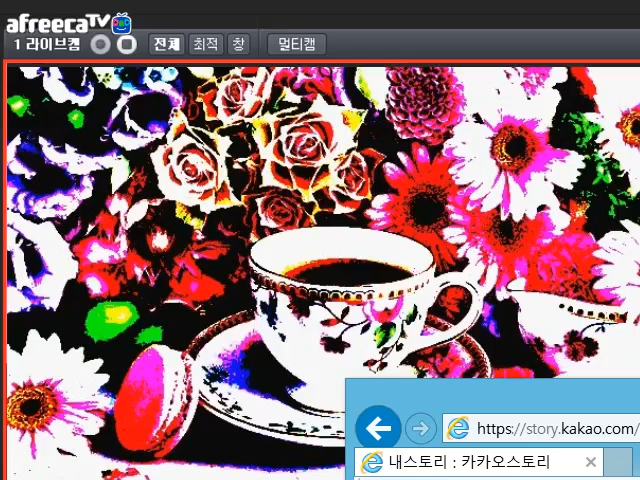 afreecaTV
1 라이브캠 전체 최적 창 멀티캠
https://story.kakao.com/
내스토리 : 카카오스토리